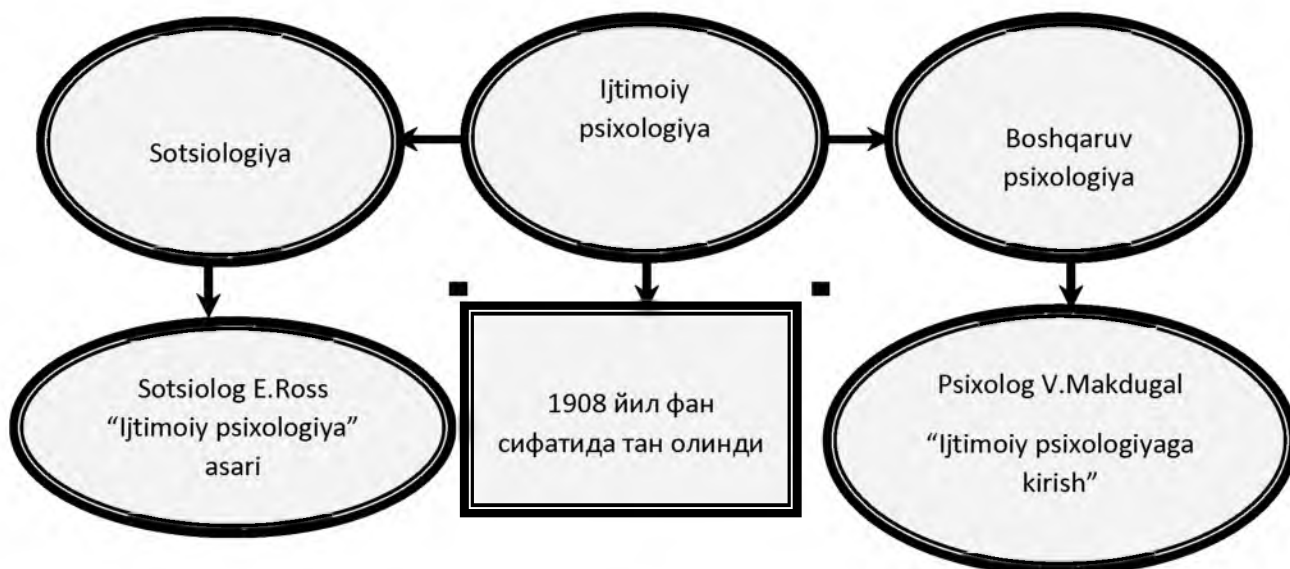 Sotsiologiya
Ijtimoiy
psixologiya
Boshqaruv
psixologiya
Sotsiolog E.Ross
“Ijtimoiy psixologiya”
asari
1908 йил фан
сифатида тан олинди
Psixolog V.Makdugal
“Ijtimoiy psixologiyaga
kirish”